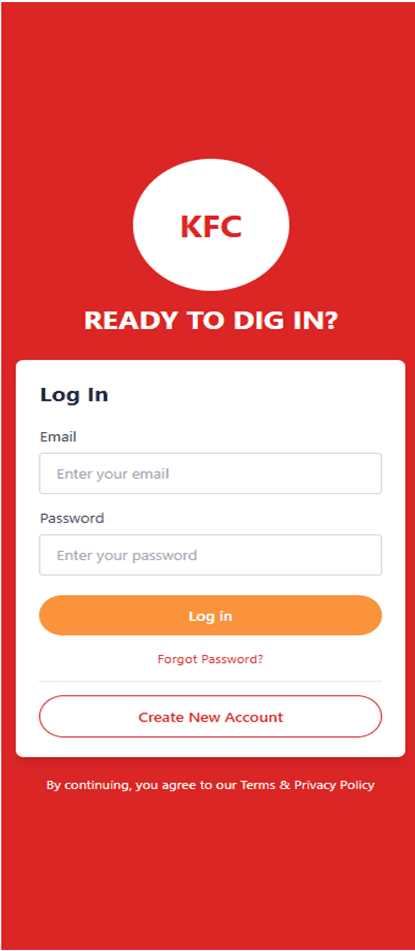 KFC
READY TO DIG IN?
Log In
Email
Enter your email
Password
Enter your password
Log in
Forgot Password?
Create New Account
By continuing, you agree to our Terms & Privacy Policy